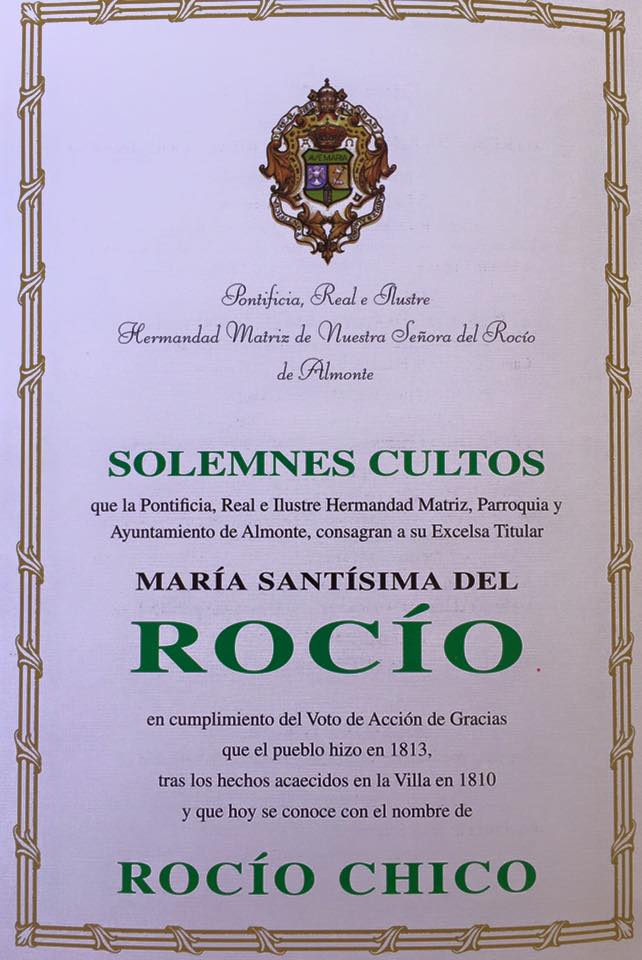 AVE MARIA
A Ω
Pontificia, Real e Ilustre
Hermandad Matriz de Nuestra Señora del Rocío
de Almonte
SOLEMNES CULTOS
que la Pontificia, Real e Ilustre Hermandad Matriz, Parroquia y
Ayuntamiento de Almonte, consagran a su Excelsa Titular
MARÍA SANTÍSIMA DEL
ROCÍO
en cumplimiento del Voto de Acción de Gracias
que el pueblo hizo en 1813,
tras los hechos acaecidos en la Villa en 1810
y que hoy se conoce con el nombre de
ROCÍO CHICO